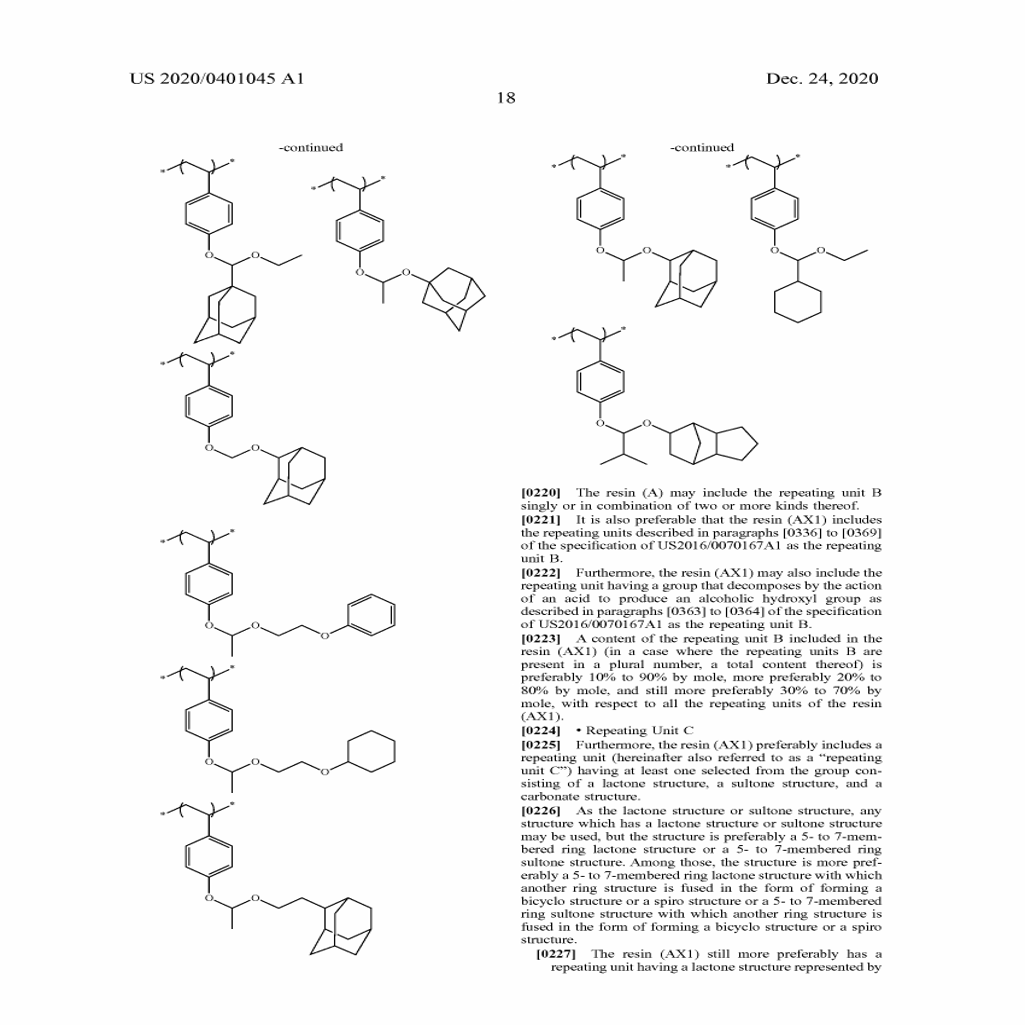 US 2020/0401045 A1
Dec. 24, 2020
18
-continued
-continued
[0220] The resin (A) may include the repeating unit B
singly or in combination of two or more kinds thereof.
[0221] It is also preferable that the resin (AX1) includes
the repeating units described in paragraphs [0336] to [0369]
of the specification of US2016/0070167A1 as the repeating
unit B.
[0222] Furthermore, the resin (AX1) may also include the
repeating unit having a group that decomposes by the action
of an acid to produce an alcoholic hydroxyl group as
described in paragraphs [0363] to [0364] of the specification
of US2016/0070167A1 as the repeating unit B.
[0223] A content of the repeating unit B included in the
resin (AX1) (in a case where the repeating units B are
present in a plural number, a total content thereof) is
preferably 10% to 90% by mole, more preferably 20% to
80% by mole, and still more preferably 30% to 70% by
mole, with respect to all the repeating units of the resin
(AX1).
[0224] • Repeating Unit C
[0225] Furthermore, the resin (AX1) preferably includes a
repeating unit (hereinafter also referred to as a “repeating
unit C”) having at least one selected from the group con-
sisting of a lactone structure, a sultone structure, and a
carbonate structure.
[0226] As the lactone structure or sultone structure, any
structure which has a lactone structure or sultone structure
may be used, but the structure is preferably a 5- to 7-mem-
bered ring lactone structure or a 5- to 7-membered ring
sultone structure. Among those, the structure is more pref-
erably a 5- to 7-membered ring lactone structure with which
another ring structure is fused in the form of forming a
bicyclo structure or a spiro structure or a 5- to 7-membered
ring sultone structure with which another ring structure is
fused in the form of forming a bicyclo structure or a spiro
structure.
[0227] The resin (AX1) still more preferably has a
repeating unit having a lactone structure represented by